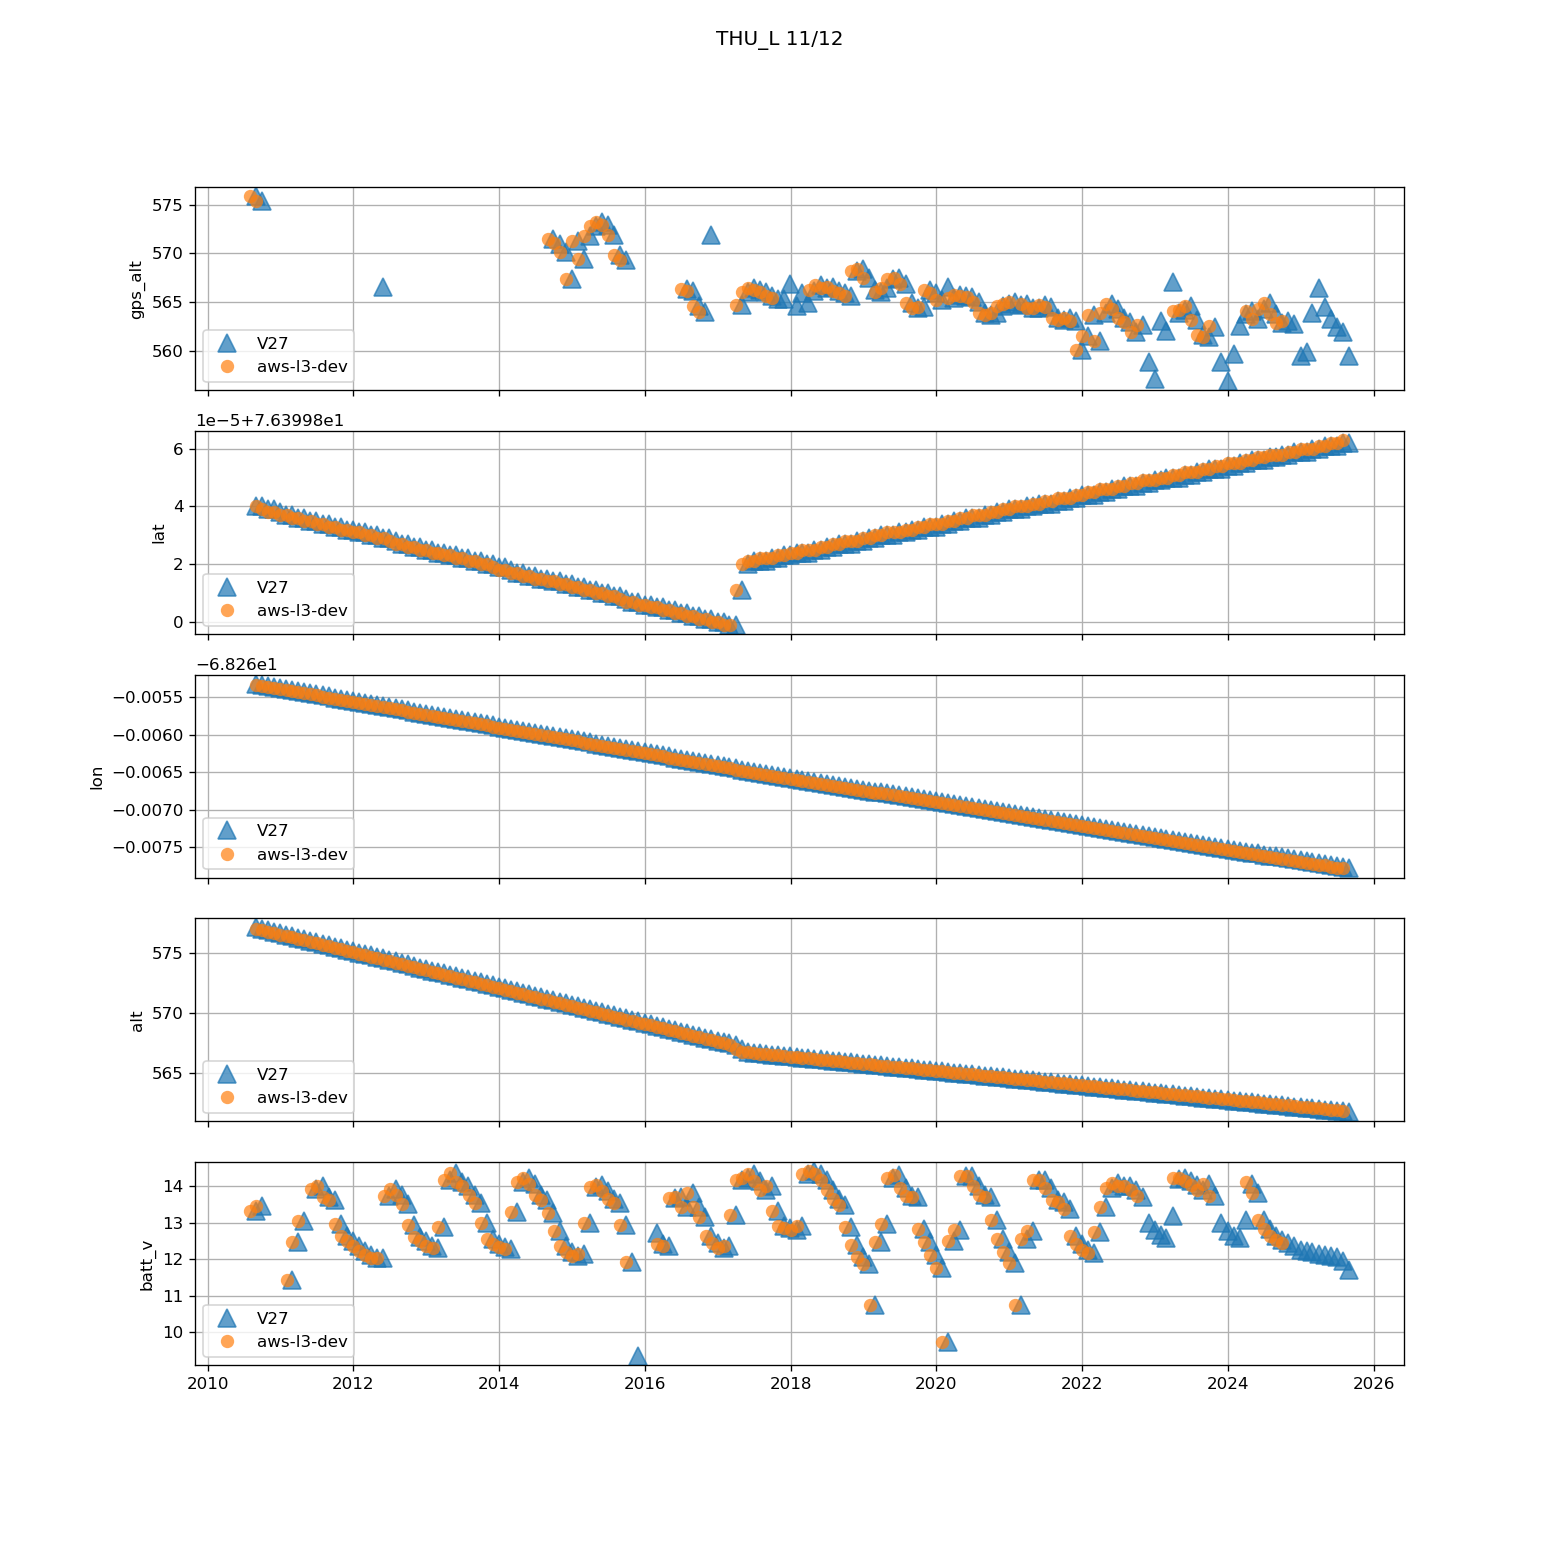 THU_L 11/12
575
570
565
560
gps_alt
V27
aws-l3-dev
1e−5+7.63998e1
6
4
2
0
lat
V27
aws-l3-dev
−6.826e1
−0.0055
−0.0060
−0.0065
−0.0070
−0.0075
lon
V27
aws-l3-dev
575
570
565
alt
V27
aws-l3-dev
14
13
12
11
10
batt_v
V27
aws-l3-dev
2010 2012 2014 2016 2018 2020 2022 2024 2026